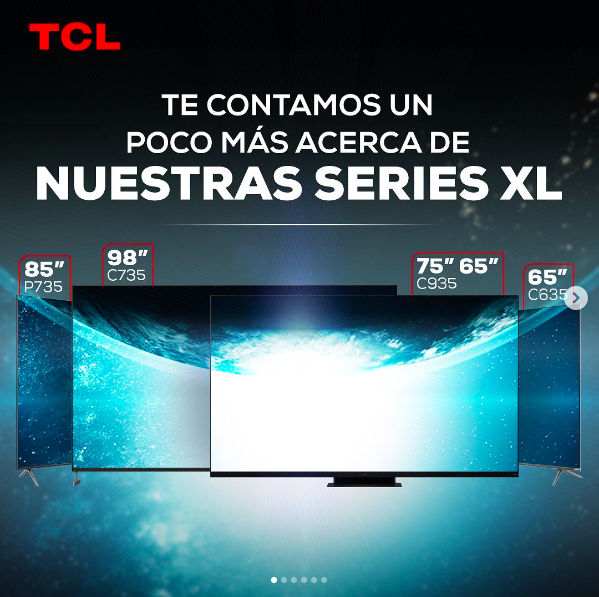 TCL
TE CONTAMOS UN
POCO MÁS ACERCA DE
NUESTRAS SERIES XL
85”
P735
98”
C735
75” 65”
C935
65”
C635